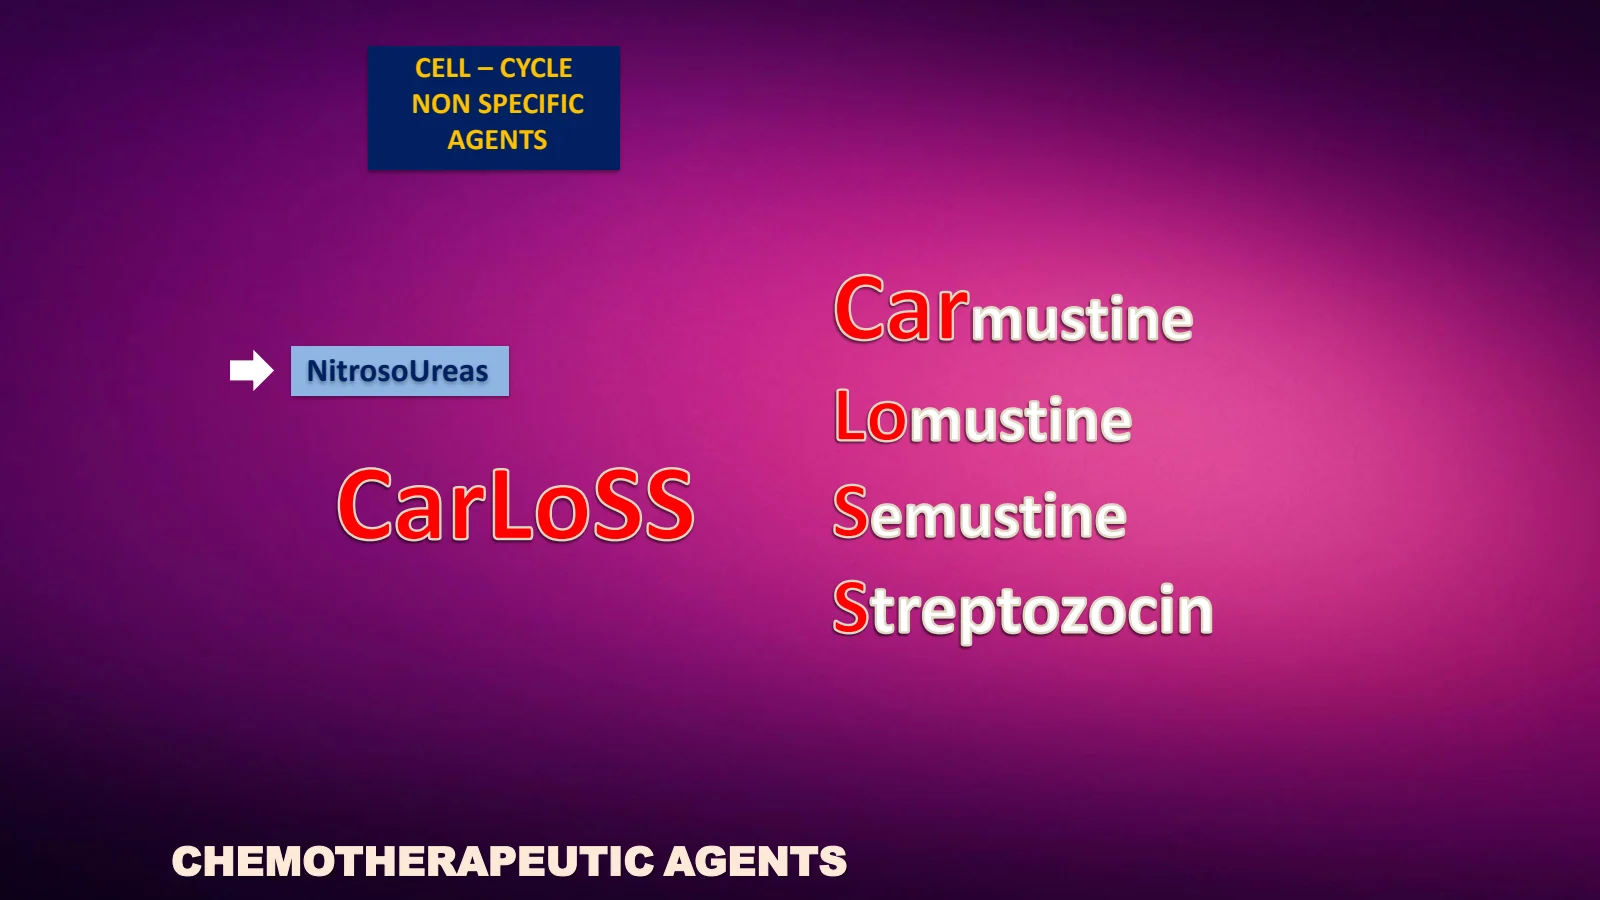 CELL – CYCLE
NON SPECIFIC
AGENTS
NitrosoUreas
CarLoSS
Carmustine
Lomustine
Semustine
Streptozocin
CHEMOTHERAPEUTIC AGENTS